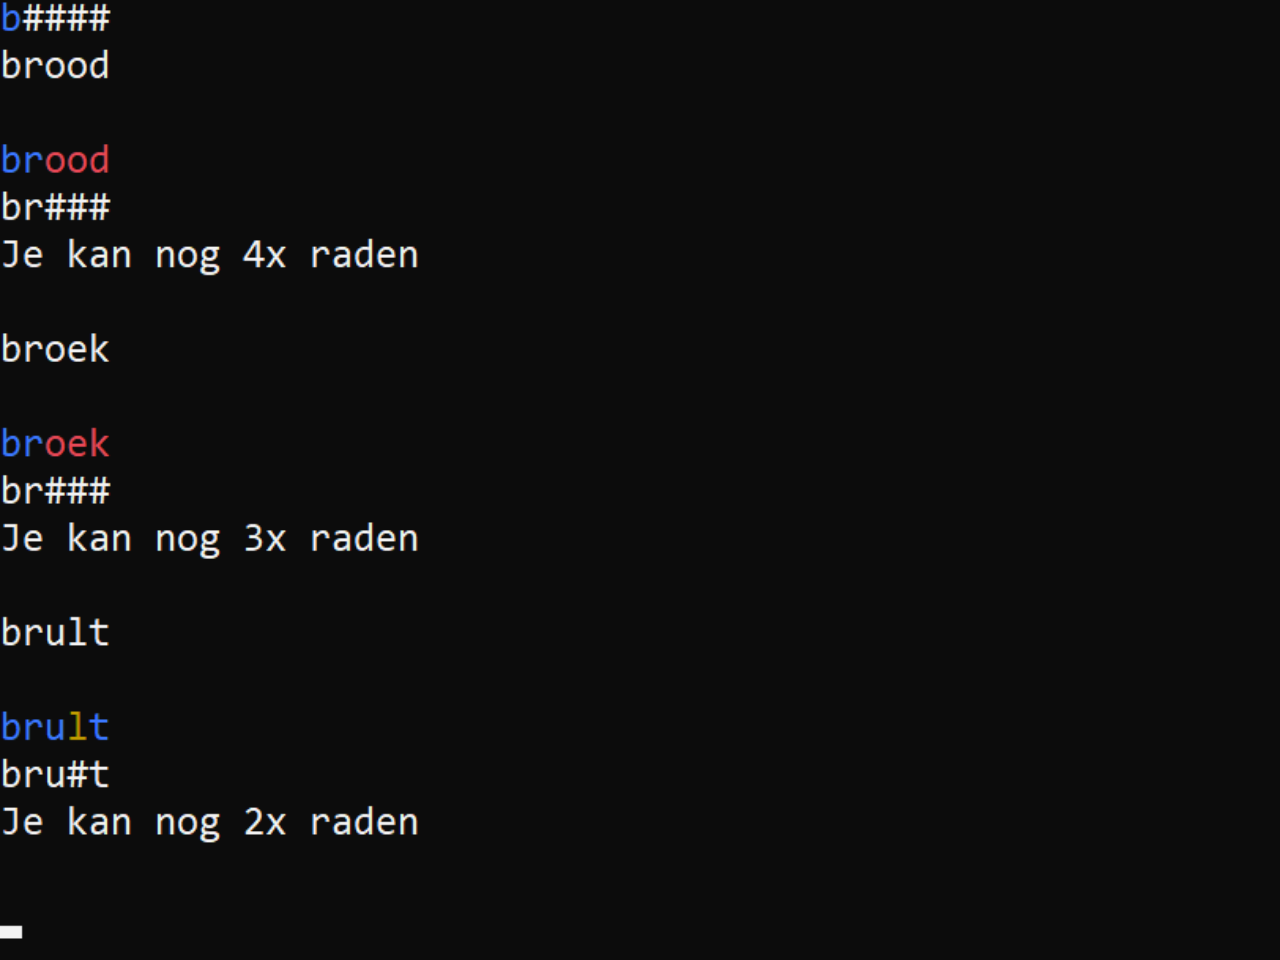 b####
brood
brood
br###
Je kan nog 4x raden
broek
broek
br###
Je kan nog 3x raden
brult
brult
bru#t
Je kan nog 2x raden